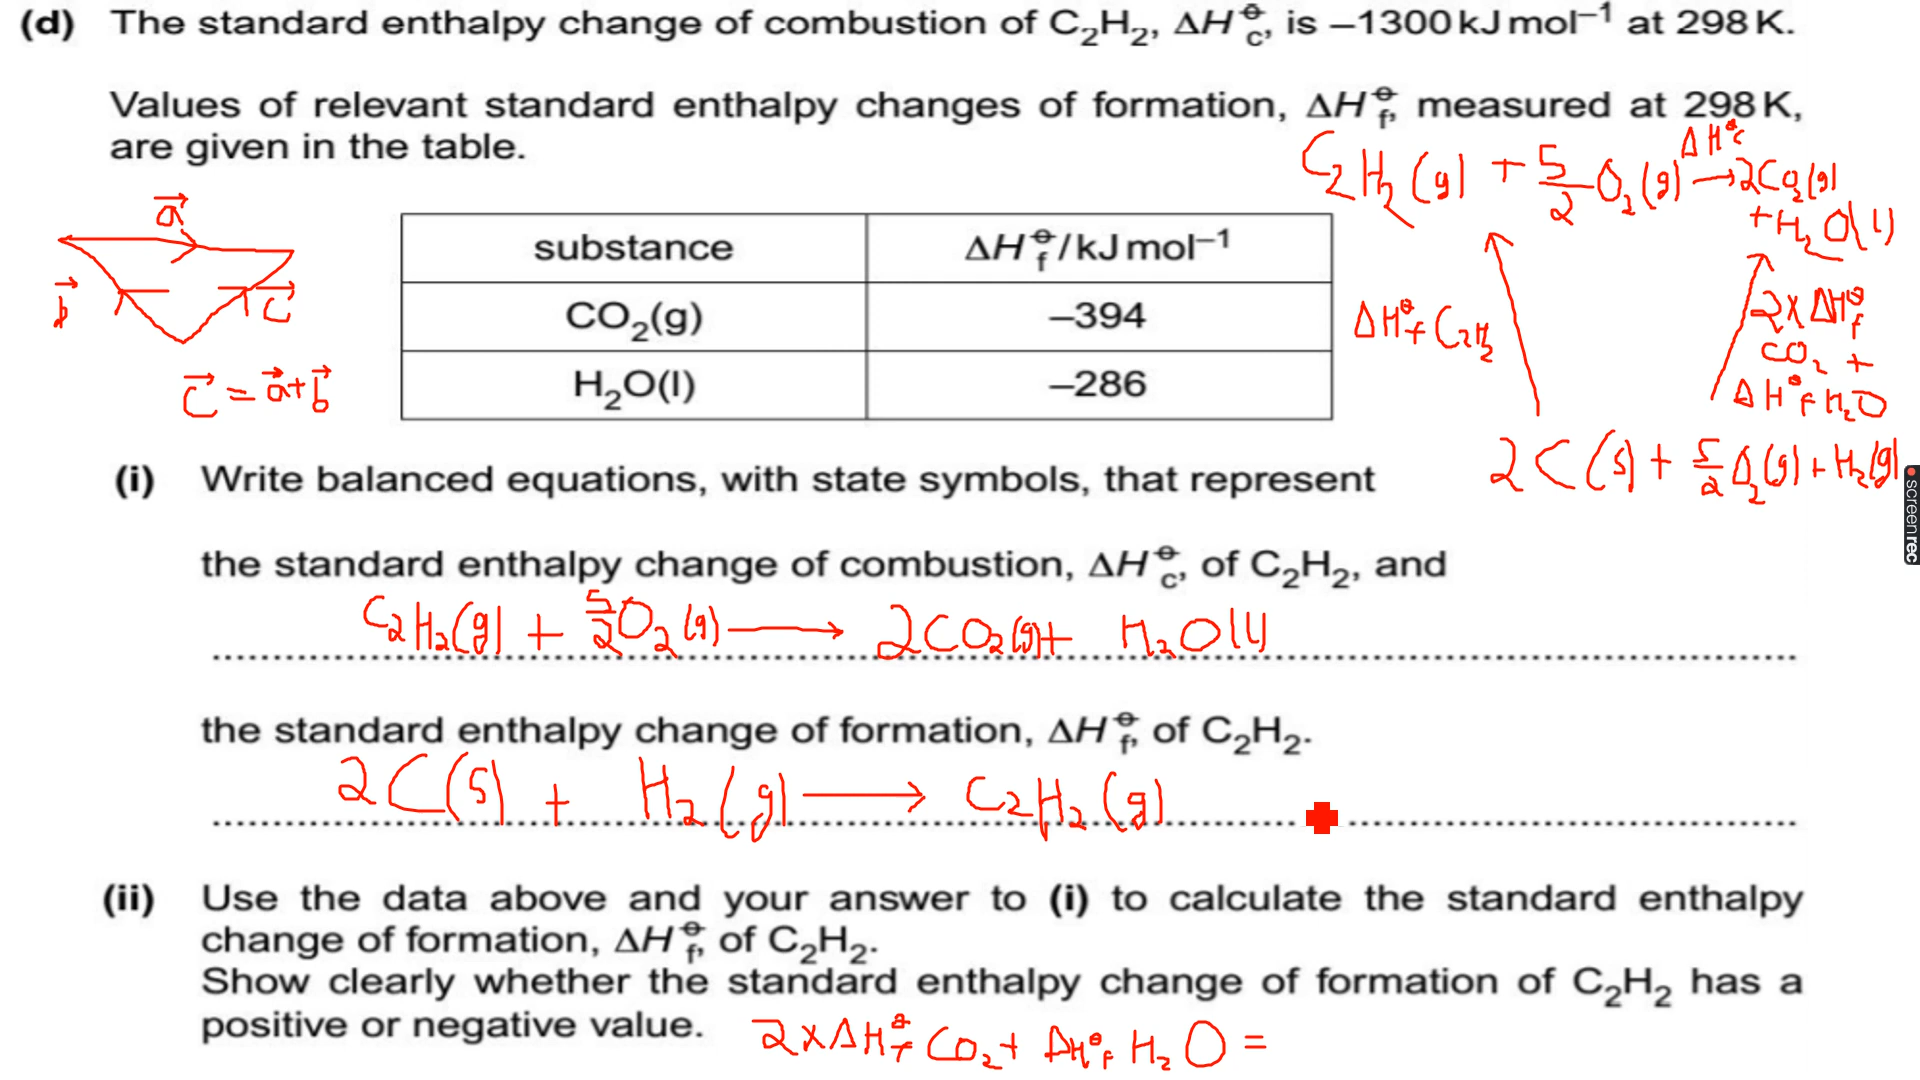 (d) The standard enthalpy change of combustion of C₂H₂, ΔH⦵c, is –1300 kJ mol⁻¹ at 298 K.
Values of relevant standard enthalpy changes of formation, ΔH⦵f, measured at 298 K,
are given in the table.
C₂H₂(g) + 5/2 O₂(g) → 2CO₂(g)
ΔH⦵c
+ H₂O(l)
a⃗
b⃗
c⃗
c⃗ = a⃗ + b⃗
substance ΔH⦵f / kJ mol⁻¹
CO₂(g) –394
H₂O(l) –286
ΔH⦵f C₂H₂
2 x ΔH⦵f
CO₂ +
ΔH⦵f H₂O
2C(s) + 5/2 O₂(g) + H₂(g)
(i) Write balanced equations, with state symbols, that represent
the standard enthalpy change of combustion, ΔH⦵c, of C₂H₂, and
C₂H₂(g) + 5/2 O₂(g) → 2CO₂(g) + H₂O(l)
the standard enthalpy change of formation, ΔH⦵f, of C₂H₂.
2C(s) + H₂(g) → C₂H₂(g)
(ii) Use the data above and your answer to (i) to calculate the standard enthalpy
change of formation, ΔH⦵f, of C₂H₂.
Show clearly whether the standard enthalpy change of formation of C₂H₂ has a
positive or negative value.
2 x ΔH⦵f CO₂ + ΔH⦵f H₂O =
screenrec